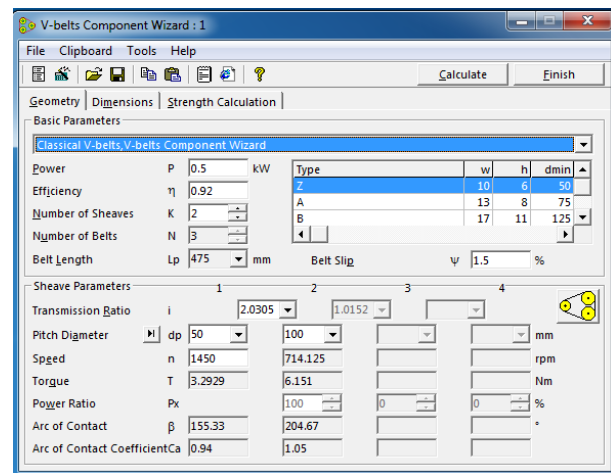 V-belts Component Wizard : 1
File Clipboard Tools Help
Calculate Finish
Geometry Dimensions Strength Calculation
Basic Parameters
Classical V-belts,V-belts Component Wizard
Power P 0.5 kW
Type w h dmin
Efficiency η 0.92
Z 10 6 50
Number of Sheaves K 2
A 13 8 75
B 17 11 125
Number of Belts N 3
Belt Length Lp 475 mm Belt Slip Ψ 1.5 %
Sheave Parameters 1 2 3 4
Transmission Ratio i 2.0305 1.0152
Pitch Diameter dp 50 100 mm
Speed n 1450 714.125 rpm
Torque T 3.2929 6.151 Nm
Power Ratio Px 100 0 0 %
Arc of Contact β 155.33 204.67 °
Arc of Contact Coefficient Ca 0.94 1.05